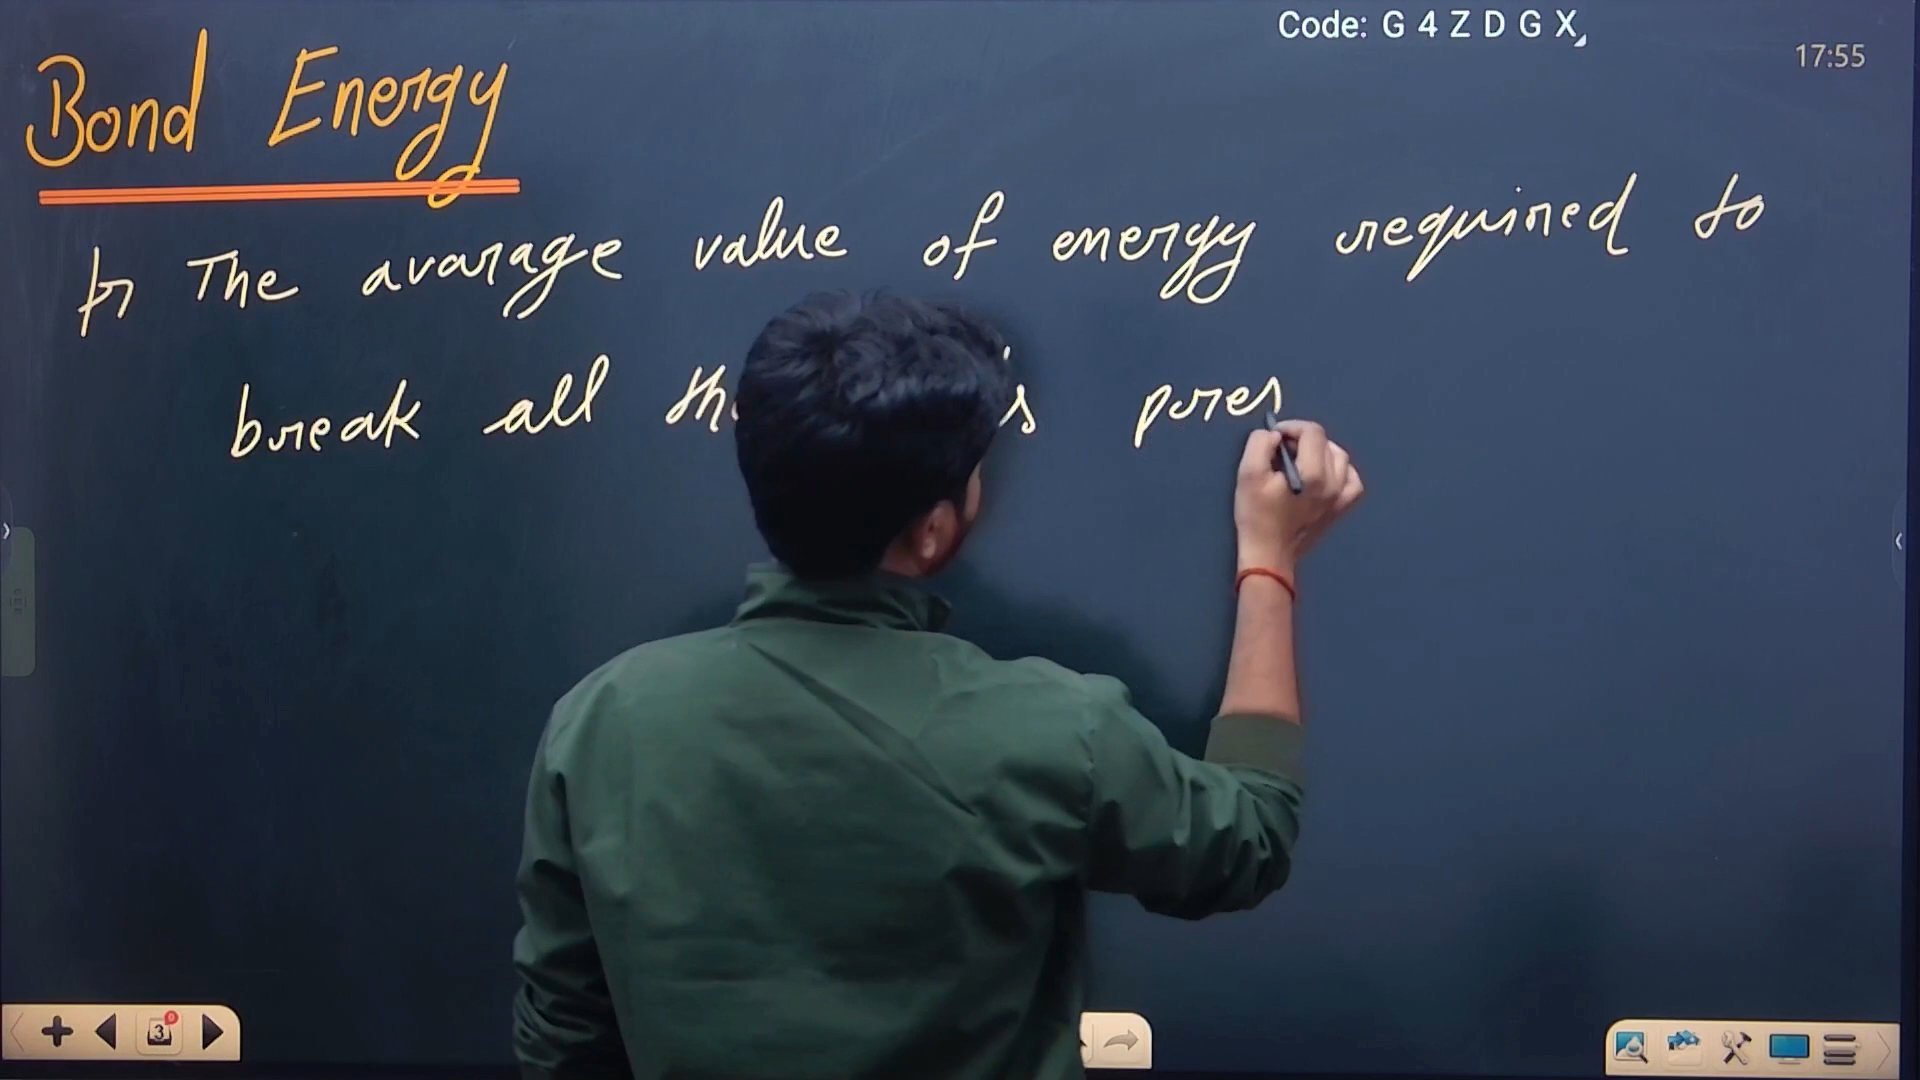 Code: G 4 Z D G X
17:55
Bond Energy
The avarage value of energy required to
break all
3